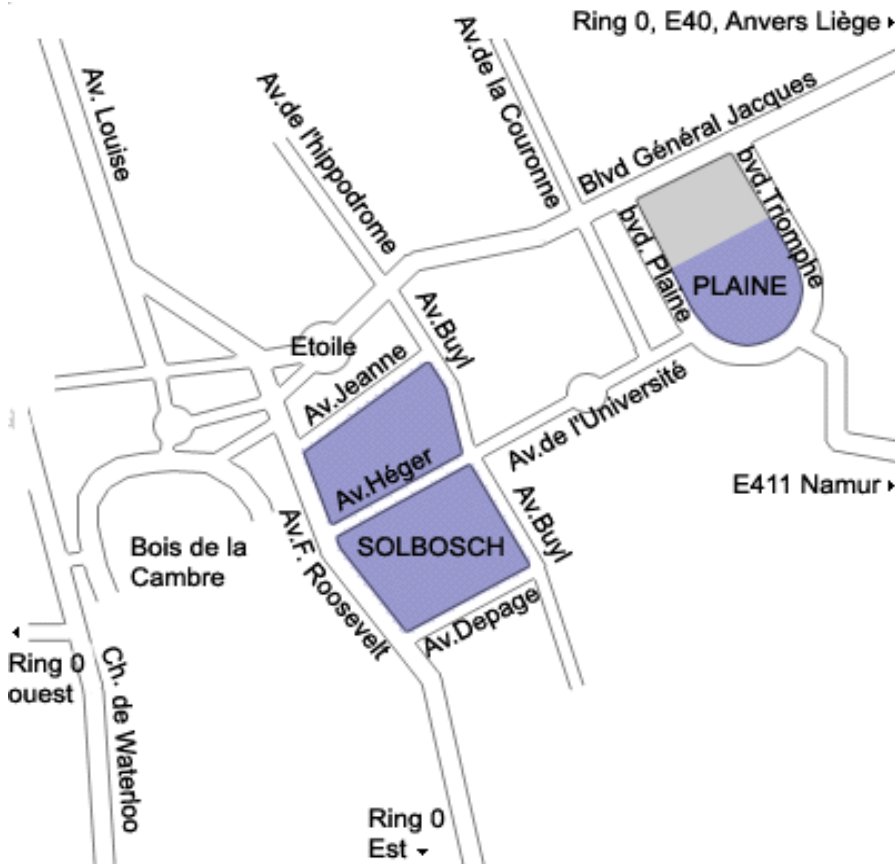 Ring 0, E40, Anvers Liège
Av. Louise
Av.de l'hippodrome
Av.de la Couronne
Blvd Général Jacques
bvd.Triomphe
bvd. Plaine
PLAINE
Etoile
Av.Buyl
Av.Jeanne
Av.de l'Université
Av.Héger
E411 Namur
Av.Buyl
SOLBOSCH
Bois de la
Cambre
Av.F. Roosevelt
Av.Depage
Ring 0
ouest
Ch. de Waterloo
Ring 0
Est